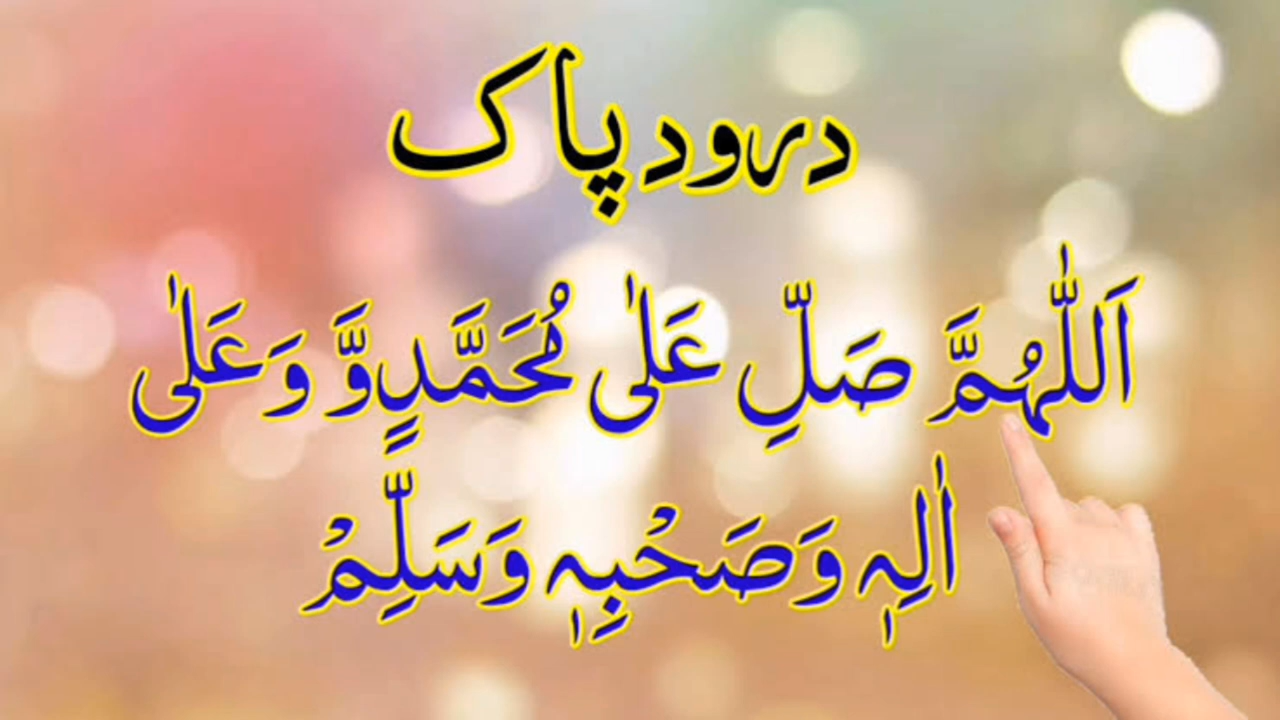 درود پاک
اَللّٰہُمَّ صَلِّ عَلٰی مُحَمَّدٍوَّ وَعَلٰی
اٰلِہٖ وَصَحْبِہٖ وَسَلِّمْ